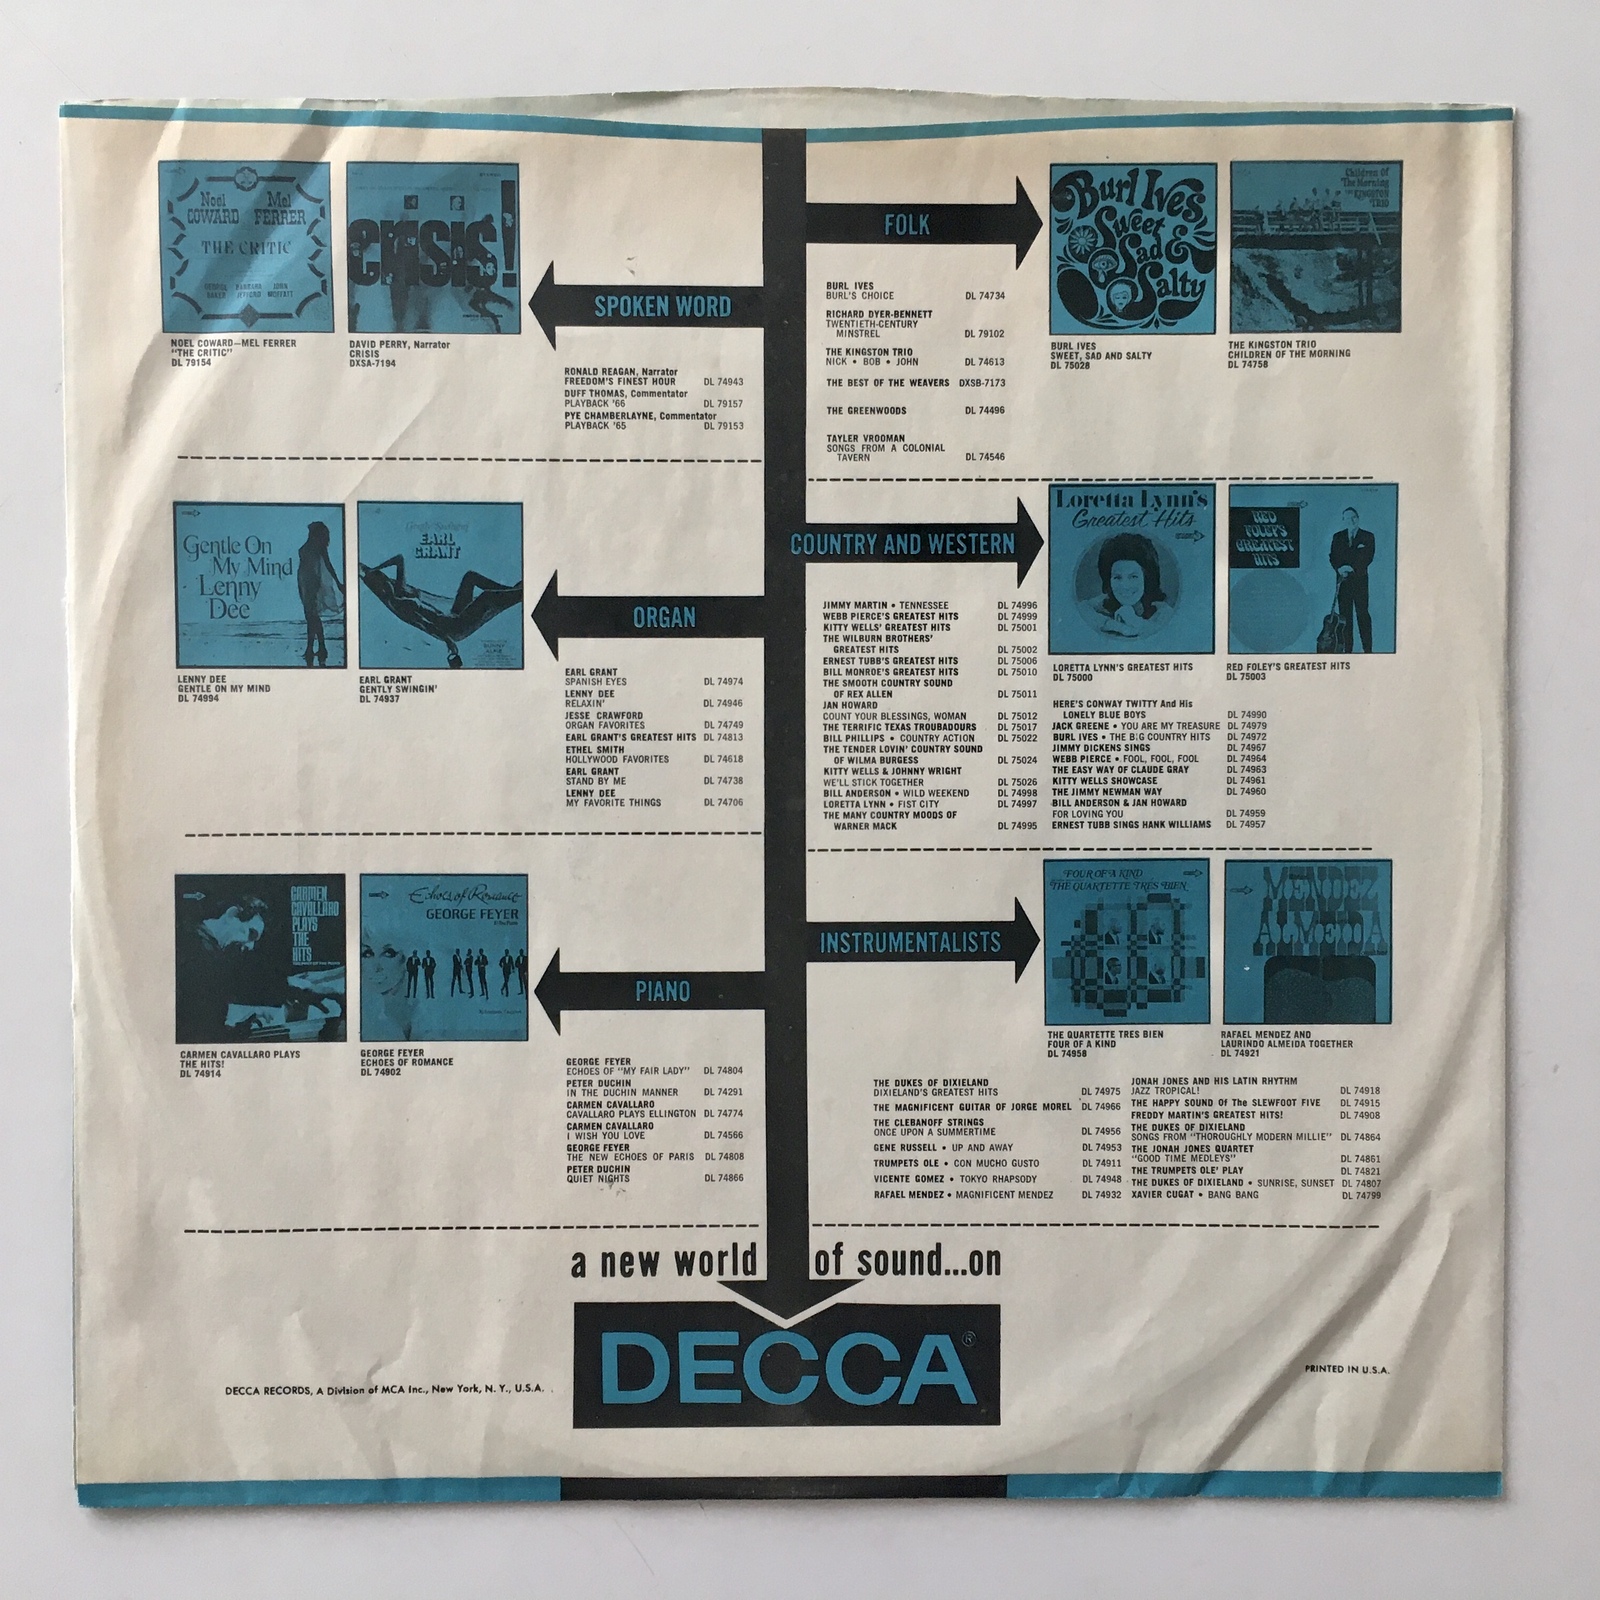 Noel COWARD
Mel FERRER
THE CRITIC
GEORGE BAKER
BARBARA JEFFORD
JOHN MOFFATT
crisis!
NOEL COWARD—MEL FERRER
"THE CRITIC"
DL 79154
DAVID PERRY, Narrator
CRISIS
DXSA-7194
SPOKEN WORD
RONALD REAGAN, Narrator
FREEDOM'S FINEST HOUR DL 74943
DUFF THOMAS, Commentator
PLAYBACK '66 DL 79157
PYE CHAMBERLAYNE, Commentator
PLAYBACK '65 DL 79153
Gentle On
My Mind
Lenny
Dee
Gently Swingin'
EARL
GRANT
LENNY DEE
GENTLE ON MY MIND
DL 74994
EARL GRANT
GENTLY SWINGIN'
DL 74937
ORGAN
EARL GRANT
SPANISH EYES DL 74974
LENNY DEE
RELAXIN' DL 74946
JESSE CRAWFORD
ORGAN FAVORITES DL 74749
EARL GRANT'S GREATEST HITS DL 74813
ETHEL SMITH
HOLLYWOOD FAVORITES DL 74618
EARL GRANT
STAND BY ME DL 74738
LENNY DEE
MY FAVORITE THINGS DL 74706
CARMEN
CAVALLARO
PLAYS
THE
HITS
Echoes of Romance
GEORGE FEYER
CARMEN CAVALLARO PLAYS
THE HITS!
DL 74914
GEORGE FEYER
ECHOES OF ROMANCE
DL 74902
PIANO
GEORGE FEYER
ECHOES OF "MY FAIR LADY" DL 74804
PETER DUCHIN
IN THE DUCHIN MANNER DL 74291
CARMEN CAVALLARO
CAVALLARO PLAYS ELLINGTON DL 74774
CARMEN CAVALLARO
I WISH YOU LOVE DL 74566
GEORGE FEYER
THE NEW ECHOES OF PARIS DL 74808
PETER DUCHIN
QUIET NIGHTS DL 74866
FOLK
BURL IVES
BURL'S CHOICE DL 74734
RICHARD DYER-BENNETT
TWENTIETH-CENTURY
MINSTREL DL 79102
THE KINGSTON TRIO
NICK • BOB • JOHN DL 74613
THE BEST OF THE WEAVERS DXSB-7173
THE GREENWOODS DL 74496
TAYLER VROOMAN
SONGS FROM A COLONIAL
TAVERN DL 74546
Burl Ives
Sweet
Sad &
Salty
Children Of
The Morning
THE KINGSTON
TRIO
BURL IVES
SWEET, SAD AND SALTY
DL 75028
THE KINGSTON TRIO
CHILDREN OF THE MORNING
DL 74758
COUNTRY AND WESTERN
JIMMY MARTIN • TENNESSEE DL 74996
WEBB PIERCE'S GREATEST HITS DL 74999
KITTY WELLS' GREATEST HITS DL 75001
THE WILBURN BROTHERS'
GREATEST HITS DL 75002
ERNEST TUBB'S GREATEST HITS DL 75006
BILL MONROE'S GREATEST HITS DL 75010
THE SMOOTH COUNTRY SOUND
OF REX ALLEN DL 75011
JAN HOWARD
COUNT YOUR BLESSINGS, WOMAN DL 75012
THE TERRIFIC TEXAS TROUBADOURS DL 75017
BILL PHILLIPS • COUNTRY ACTION DL 75022
THE TENDER LOVIN' COUNTRY SOUND
OF WILMA BURGESS DL 75024
KITTY WELLS & JOHNNY WRIGHT
WE'LL STICK TOGETHER DL 75026
BILL ANDERSON • WILD WEEKEND DL 74998
LORETTA LYNN • FIST CITY DL 74997
THE MANY COUNTRY MOODS OF
WARNER MACK DL 74995
Loretta Lynn's
Greatest Hits
RED
FOLEY'S
GREATEST
HITS
LORETTA LYNN'S GREATEST HITS
DL 75000
RED FOLEY'S GREATEST HITS
DL 75003
HERE'S CONWAY TWITTY And His
LONELY BLUE BOYS DL 74990
JACK GREENE • YOU ARE MY TREASURE DL 74979
BURL IVES • THE BIG COUNTRY HITS DL 74972
JIMMY DICKENS SINGS DL 74967
WEBB PIERCE • FOOL, FOOL, FOOL DL 74964
THE EASY WAY OF CLAUDE GRAY DL 74963
KITTY WELLS SHOWCASE DL 74961
THE JIMMY NEWMAN WAY DL 74960
BILL ANDERSON & JAN HOWARD
FOR LOVING YOU DL 74959
ERNEST TUBB SINGS HANK WILLIAMS DL 74957
INSTRUMENTALISTS
FOUR OF A KIND
THE QUARTETTE TRÈS BIEN
MENDEZ
ALMEIDA
THE QUARTETTE TRES BIEN
FOUR OF A KIND
DL 74958
RAFAEL MENDEZ AND
LAURINDO ALMEIDA TOGETHER
DL 74921
THE DUKES OF DIXIELAND
DIXIELAND'S GREATEST HITS DL 74975
THE MAGNIFICENT GUITAR OF JORGE MOREL DL 74966
THE CLEBANOFF STRINGS
ONCE UPON A SUMMERTIME DL 74956
GENE RUSSELL • UP AND AWAY DL 74953
TRUMPETS OLE • CON MUCHO GUSTO DL 74911
VICENTE GOMEZ • TOKYO RHAPSODY DL 74948
RAFAEL MENDEZ • MAGNIFICENT MENDEZ DL 74932
JONAH JONES AND HIS LATIN RHYTHM
JAZZ TROPICAL! DL 74918
THE HAPPY SOUND Of The SLEWFOOT FIVE DL 74915
FREDDY MARTIN'S GREATEST HITS! DL 74908
THE DUKES OF DIXIELAND
SONGS FROM "THOROUGHLY MODERN MILLIE" DL 74864
THE JONAH JONES QUARTET
"GOOD TIME MEDLEYS" DL 74861
THE TRUMPETS OLE' PLAY DL 74821
THE DUKES OF DIXIELAND • SUNRISE, SUNSET DL 74807
XAVIER CUGAT • BANG BANG DL 74799
a new world of sound...on
DECCA®
DECCA RECORDS, A Division of MCA Inc., New York, N. Y., U.S.A.
PRINTED IN U.S.A.